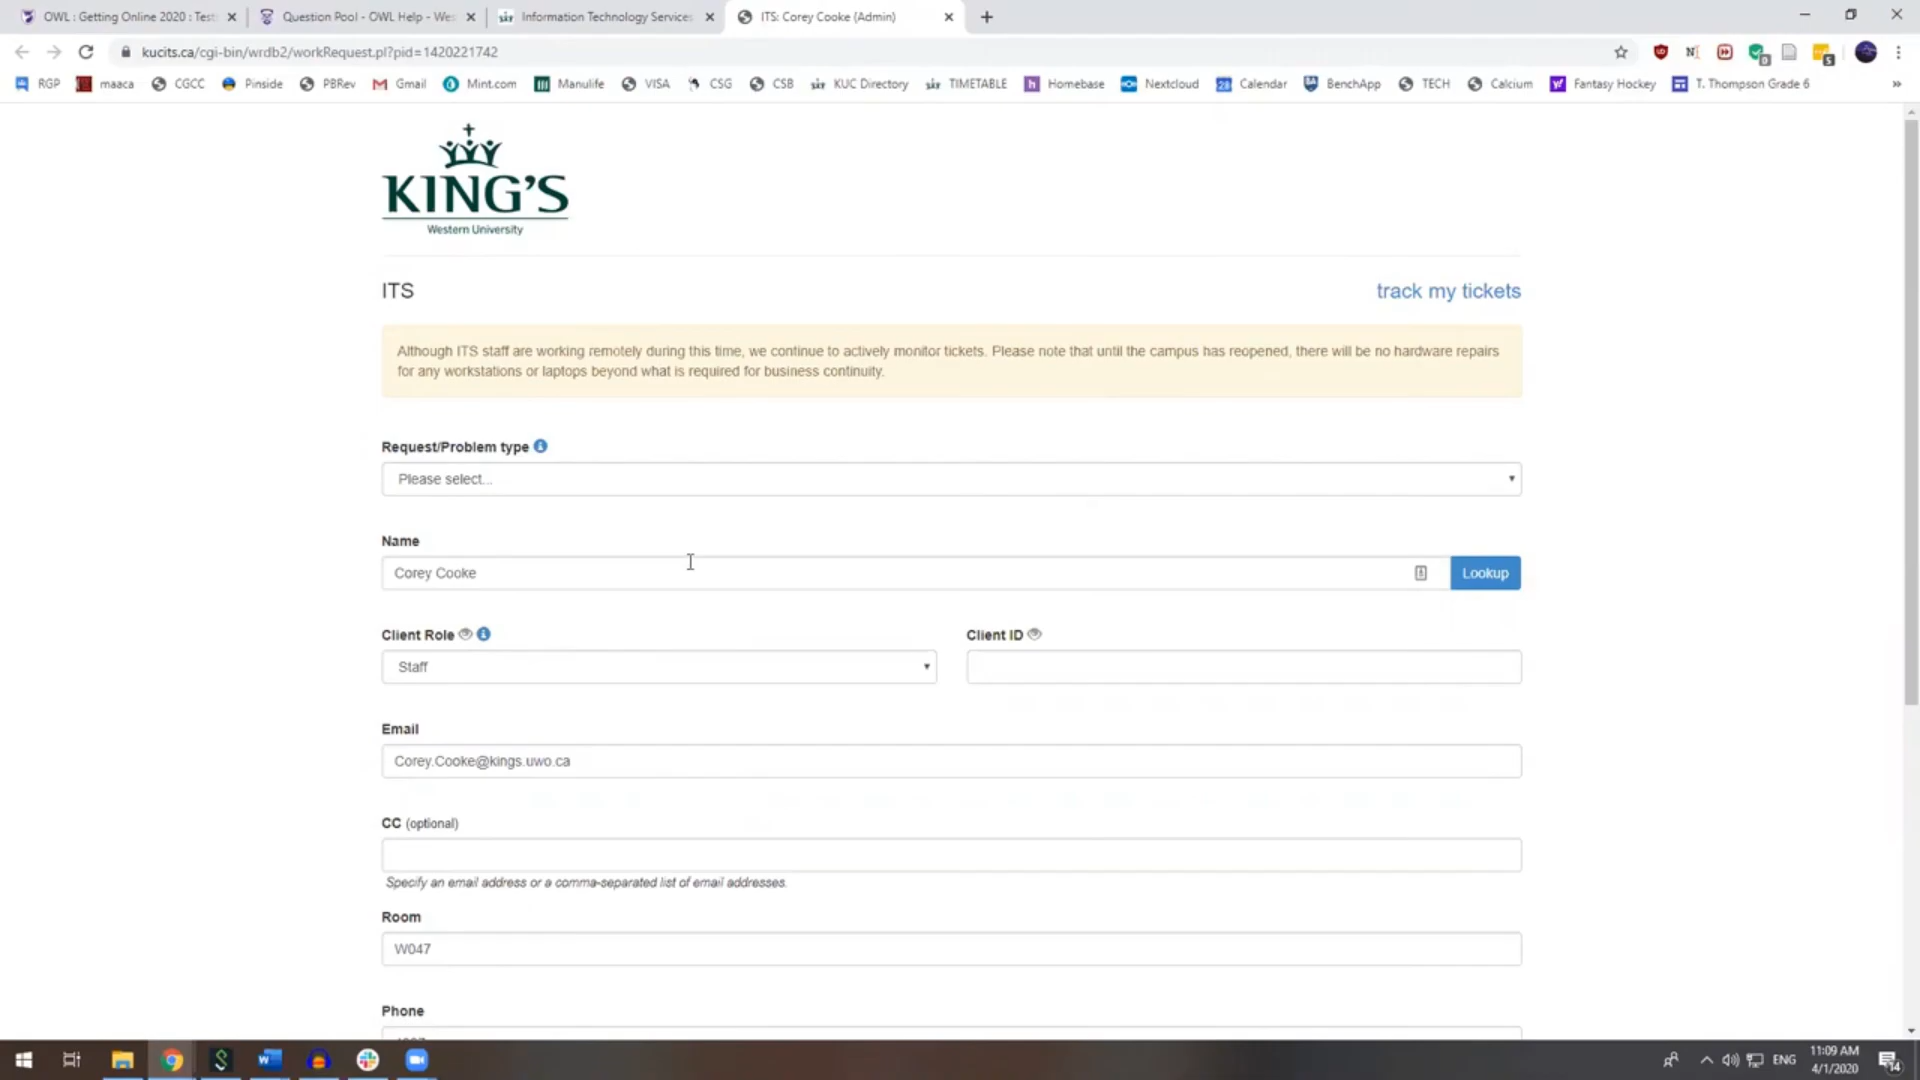 OWL : Getting Online 2020 : Test
Question Pool - OWL Help - Wes
Information Technology Services
ITS: Corey Cooke (Admin)
kucits.ca/cgi-bin/wrdb2/workRequest.pl?pid=1420221742
RGP
maaca
CGCC
Pinside
PBRev
Gmail
Mint.com
Manulife
VISA
CSG
CSB
KUC Directory
TIMETABLE
Homebase
Nextcloud
Calendar
BenchApp
TECH
Calcium
Fantasy Hockey
T. Thompson Grade 6
KING'S
Western University
ITS
track my tickets
Although ITS staff are working remotely during this time, we continue to actively monitor tickets. Please note that until the campus has reopened, there will be no hardware repairs
for any workstations or laptops beyond what is required for business continuity.
Request/Problem type
Please select...
Name
Corey Cooke
Lookup
Client Role
Client ID
Staff
Email
Corey.Cooke@kings.uwo.ca
CC (optional)
Specify an email address or a comma-separated list of email addresses.
Room
W047
Phone
ENG
11:09 AM
4/1/2020